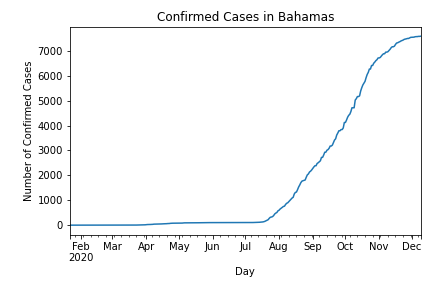 Confirmed Cases in Bahamas
Number of Confirmed Cases
7000
6000
5000
4000
3000
2000
1000
0
Feb Mar Apr May Jun Jul Aug Sep Oct Nov Dec
2020
Day